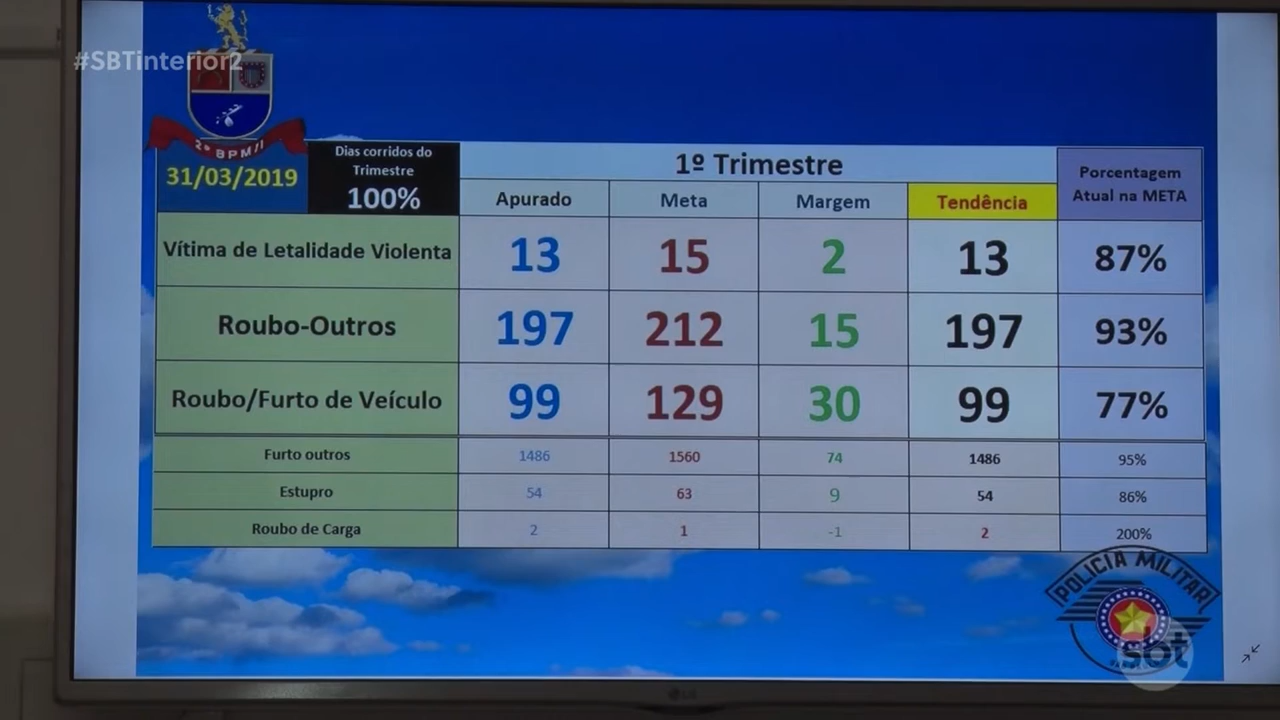 #SBTinterior2
2º BPM/I
31/03/2019
Dias corridos do
Trimestre
100%
1º Trimestre
Porcentagem
Atual na META
Apurado Meta Margem Tendência
Vítima de Letalidade Violenta 13 15 2 13 87%
Roubo-Outros 197 212 15 197 93%
Roubo/Furto de Veículo 99 129 30 99 77%
Furto outros 1486 1560 74 1486 95%
Estupro 54 63 9 54 86%
Roubo de Carga 2 1 -1 2 200%
POLICIA MILITAR
sbt
LG